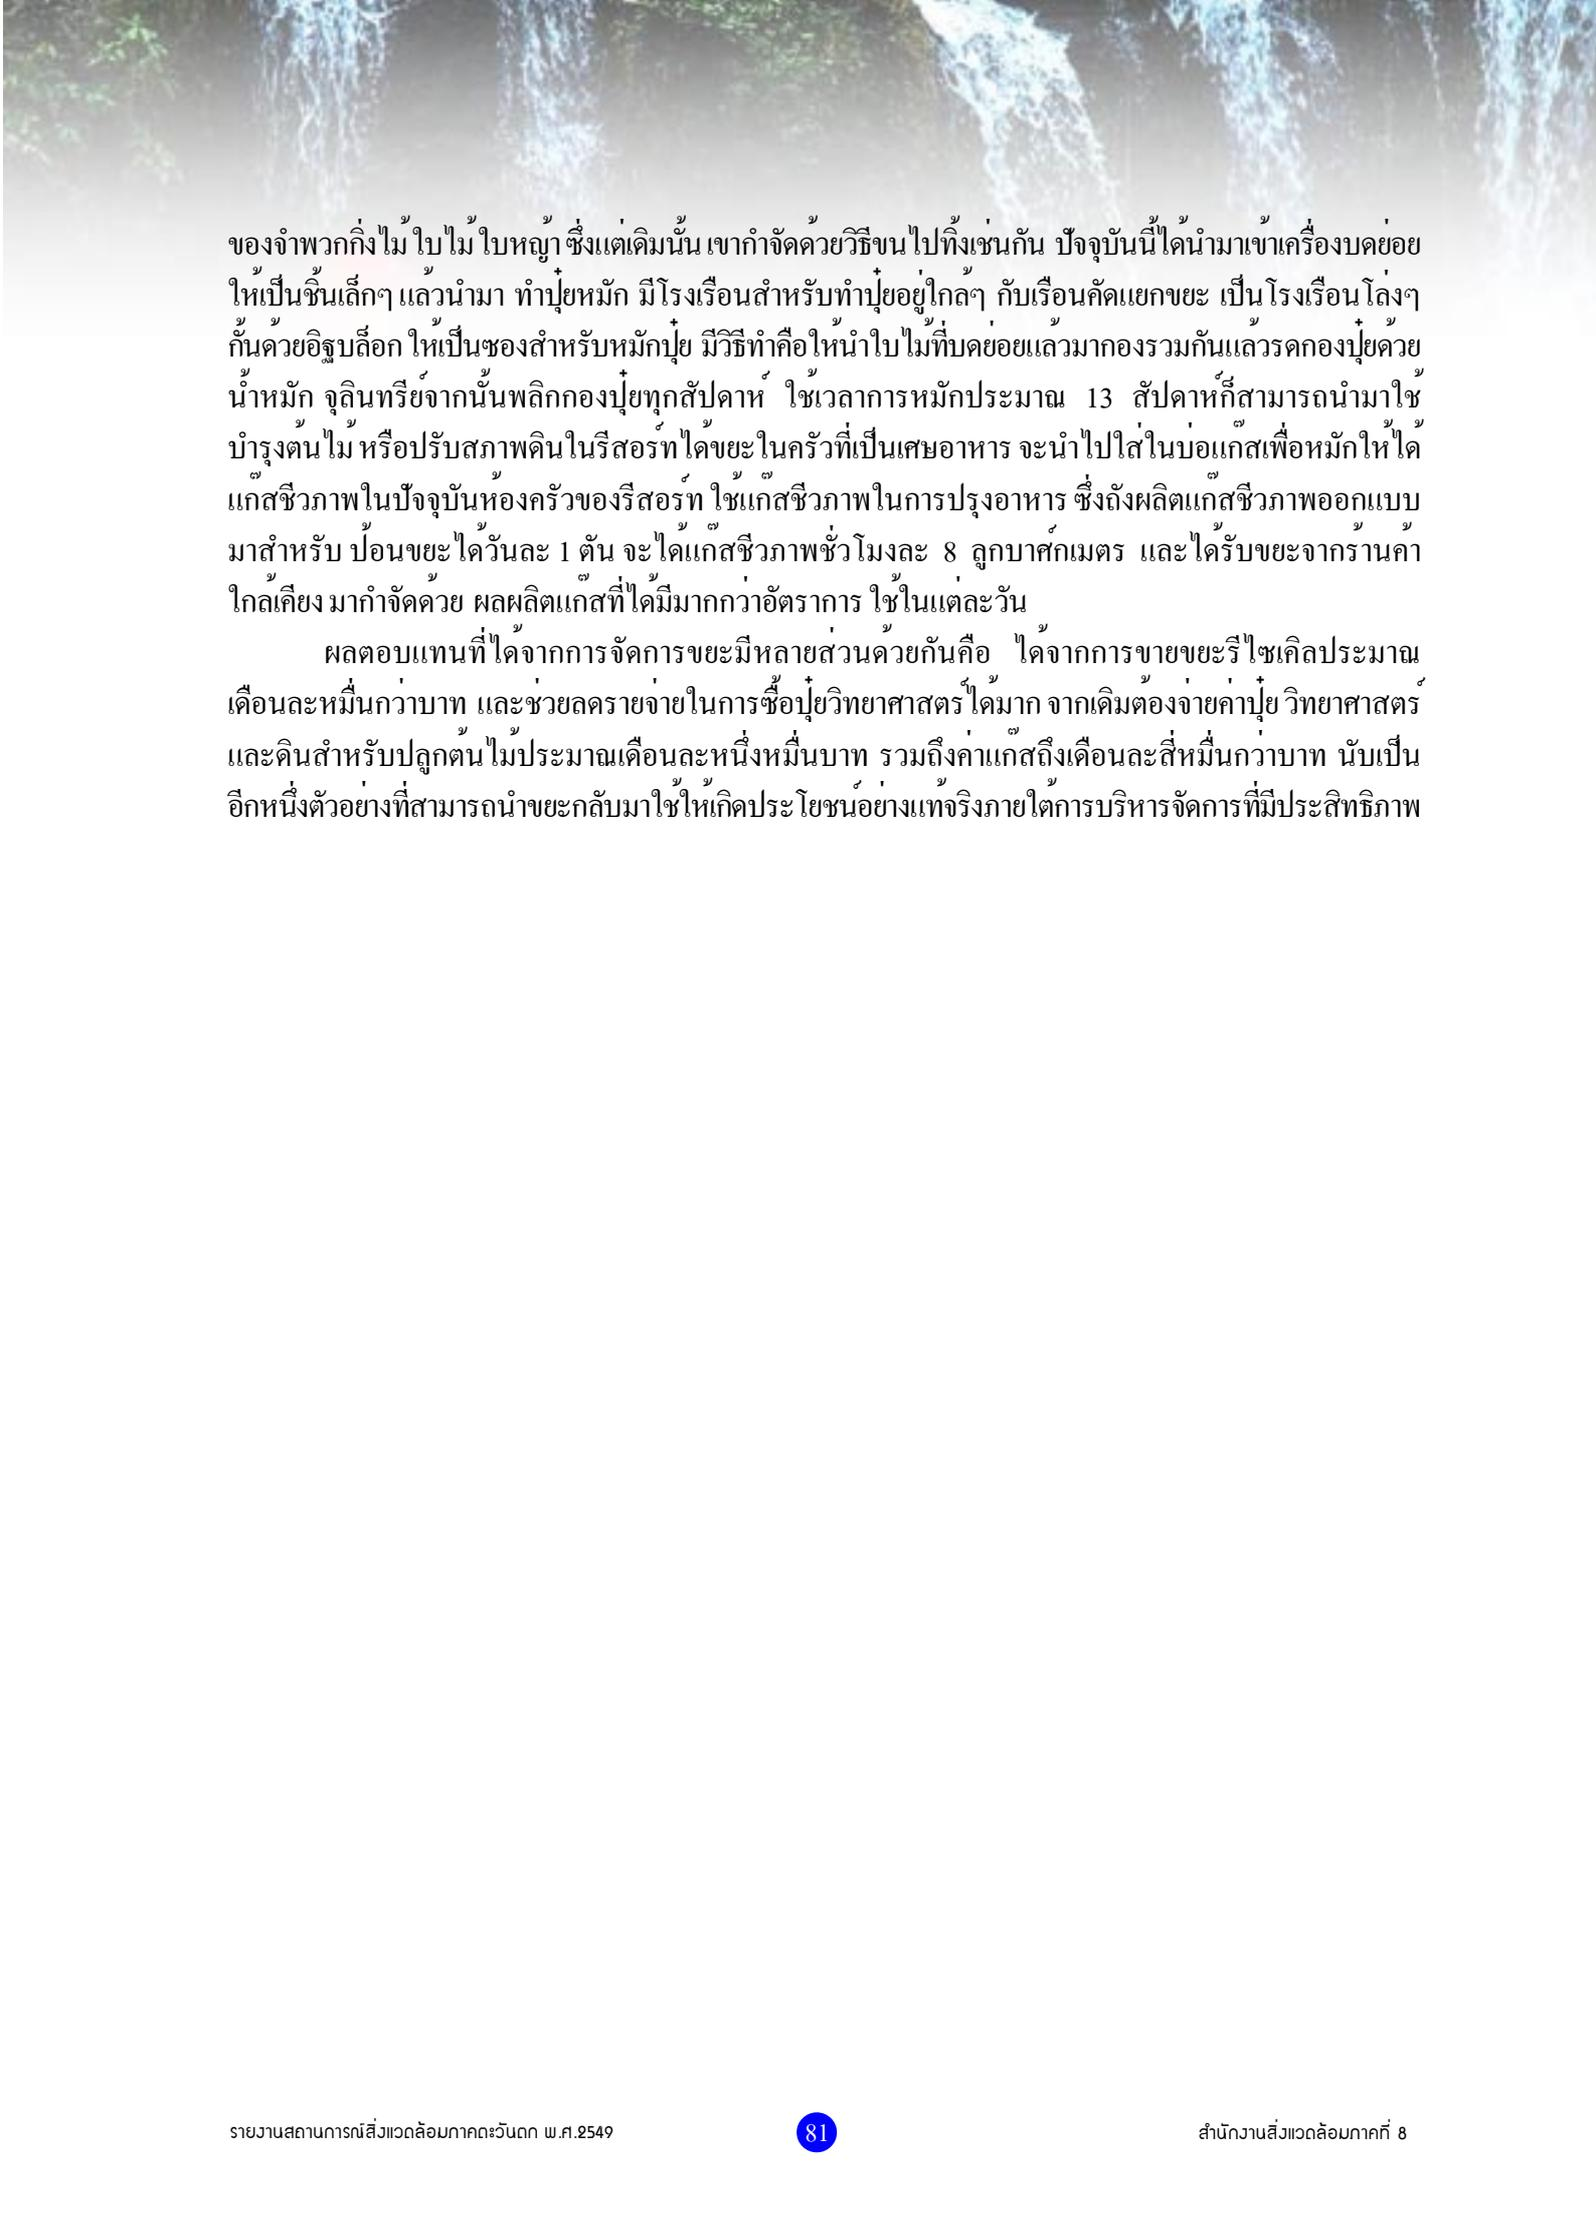 ของจำพวกกิ่งไม้ ใบไม้ ใบหญ้า ซึ่งแต่เดิมนั้น เขากำจัดด้วยวิธีขนไปทิ้งเช่นกัน ปัจจุบันนี้ได้นำมาเข้าเครื่องบดย่อย
ให้เป็นชิ้นเล็กๆ แล้วนำมา ทำปุ๋ยหมัก มีโรงเรือนสำหรับทำปุ๋ยอยู่ใกล้ๆ กับเรือนคัดแยกขยะ เป็นโรงเรือนโล่งๆ
กั้นด้วยอิฐบล็อก ให้เป็นซองสำหรับหมักปุ๋ย มีวิธีทำคือให้นำใบไม้ที่บดย่อยแล้วมากองรวมกันแล้วรดกองปุ๋ยด้วย
น้ำหมัก จุลินทรีย์จากนั้นพลิกกองปุ๋ยทุกสัปดาห์ ใช้เวลาการหมักประมาณ 13 สัปดาห์ก็สามารถนำมาใช้
บำรุงต้นไม้ หรือปรับสภาพดินในรีสอร์ทได้ขยะในครัวที่เป็นเศษอาหาร จะนำไปใส่ในบ่อแก๊สเพื่อหมักให้ได้
แก๊สชีวภาพในปัจจุบันห้องครัวของรีสอร์ท ใช้แก๊สชีวภาพในการปรุงอาหาร ซึ่งถังผลิตแก๊สชีวภาพออกแบบ
มาสำหรับ ป้อนขยะได้วันละ 1 ตัน จะได้แก๊สชีวภาพชั่วโมงละ 8 ลูกบาศก์เมตร และได้รับขยะจากร้านค้า
ใกล้เคียง มากำจัดด้วย ผลผลิตแก๊สที่ได้มีมากกว่าอัตราการ ใช้ในแต่ละวัน
ผลตอบแทนที่ได้จากการจัดการขยะมีหลายส่วนด้วยกันคือ ได้จากการขายขยะรีไซเคิลประมาณ
เดือนละหมื่นกว่าบาท และช่วยลดรายจ่ายในการซื้อปุ๋ยวิทยาศาสตร์ได้มาก จากเดิมต้องจ่ายค่าปุ๋ย วิทยาศาสตร์
และดินสำหรับปลูกต้นไม้ประมาณเดือนละหนึ่งหมื่นบาท รวมถึงค่าแก๊สถึงเดือนละสี่หมื่นกว่าบาท นับเป็น
อีกหนึ่งตัวอย่างที่สามารถนำขยะกลับมาใช้ให้เกิดประโยชน์อย่างแท้จริงภายใต้การบริหารจัดการที่มีประสิทธิภาพ
รายงานสถานการณ์สิ่งแวดล้อมภาคตะวันตก พ.ศ.2549
81
สำนักงานสิ่งแวดล้อมภาคที่ 8